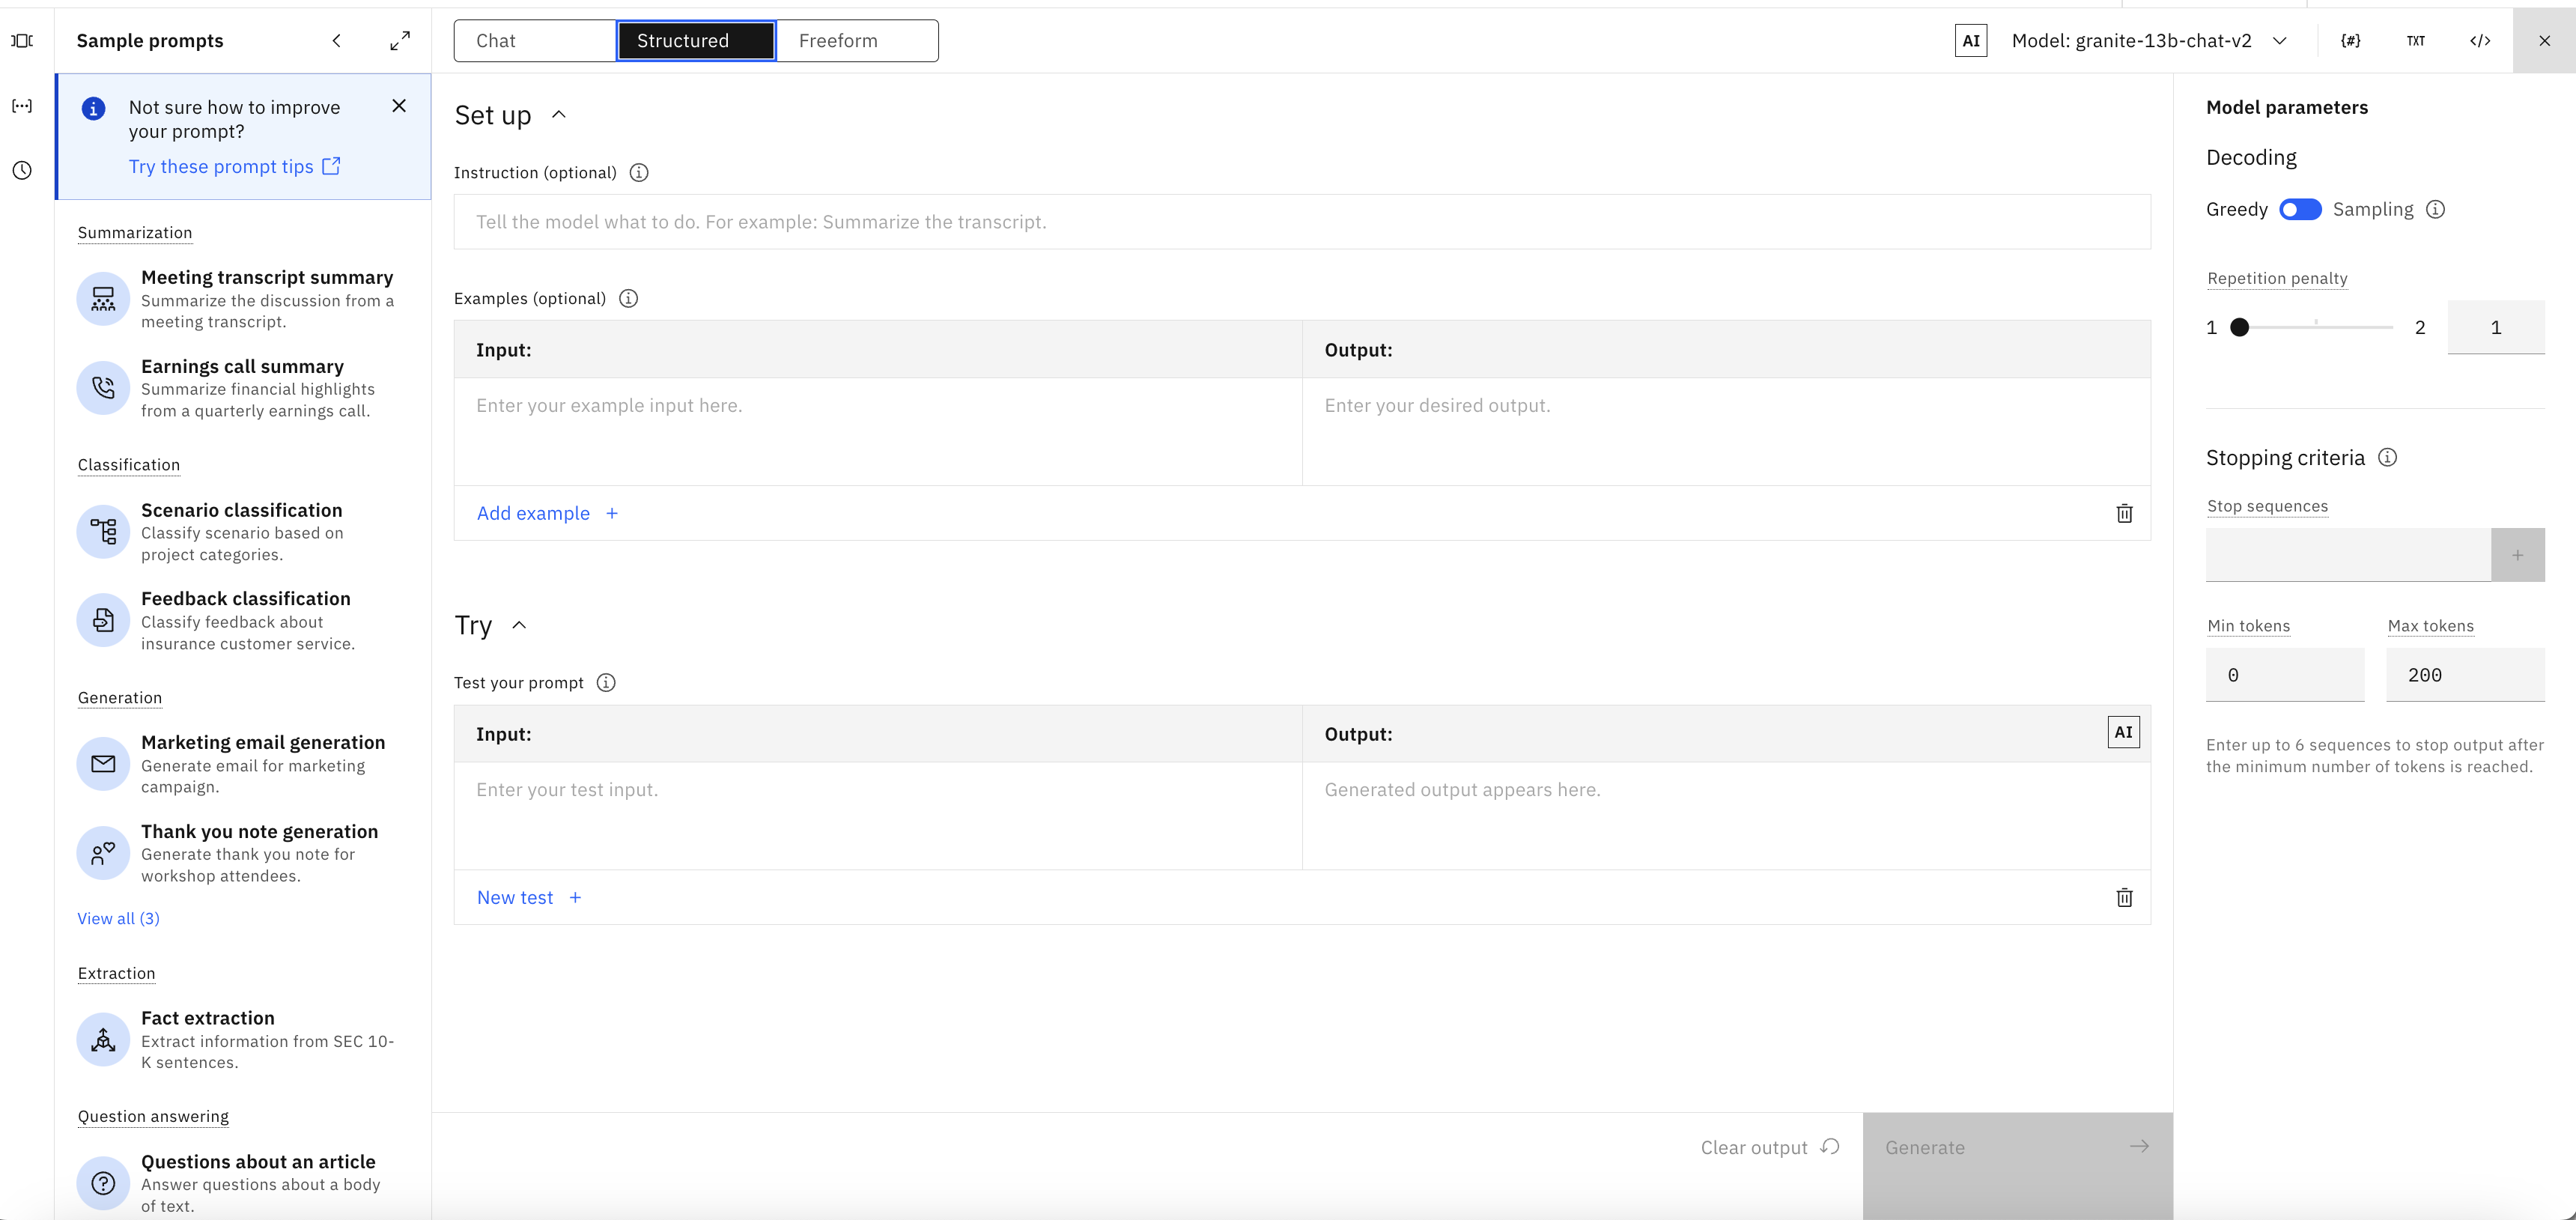 Sample prompts
Not sure how to improve
your prompt?
Try these prompt tips
Summarization
Meeting transcript summary
Summarize the discussion from a
meeting transcript.
Earnings call summary
Summarize financial highlights
from a quarterly earnings call.
Classification
Scenario classification
Classify scenario based on
project categories.
Feedback classification
Classify feedback about
insurance customer service.
Generation
Marketing email generation
Generate email for marketing
campaign.
Thank you note generation
Generate thank you note for
workshop attendees.
View all (3)
Extraction
Fact extraction
Extract information from SEC 10-
K sentences.
Question answering
Questions about an article
Answer questions about a body
of text.
Chat
Structured
Freeform
AI
Model: granite-13b-chat-v2
{#}
TXT
</>
Set up
Instruction (optional)
Tell the model what to do. For example: Summarize the transcript.
Examples (optional)
Input:
Output:
Enter your example input here.
Enter your desired output.
Add example +
Try
Test your prompt
Input:
Output:
AI
Enter your test input.
Generated output appears here.
New test +
Clear output
Generate
Model parameters
Decoding
Greedy
Sampling
Repetition penalty
1
2
1
Stopping criteria
Stop sequences
+
Min tokens
Max tokens
0
200
Enter up to 6 sequences to stop output after
the minimum number of tokens is reached.